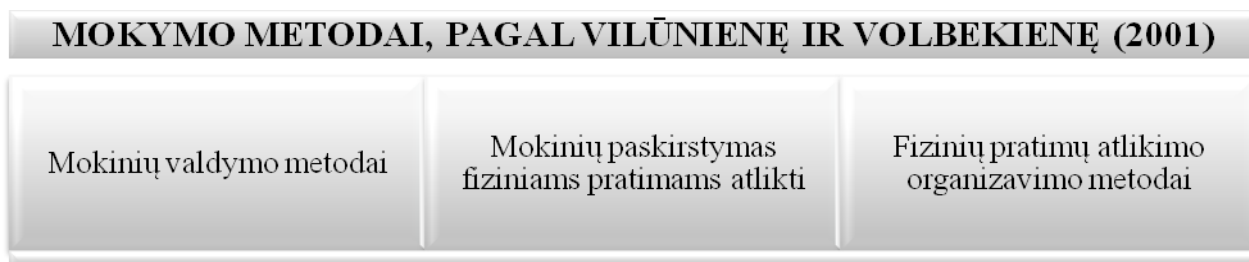 MOKYMO METODAI, PAGAL VILŪNIENĘ IR VOLBEKIENĘ (2001)
Mokinių valdymo metodai
Mokinių paskirstymas
fiziniams pratimams atlikti
Fizinių pratimų atlikimo
organizavimo metodai